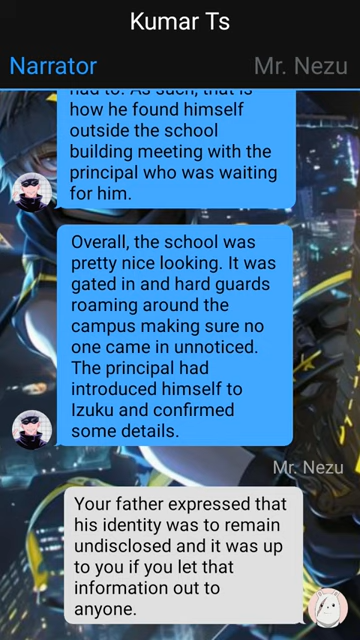 Kumar Ts
Narrator
Mr. Nezu
had to. As such, that is
how he found himself
outside the school
building meeting with the
principal who was waiting
for him.
Overall, the school was
pretty nice looking. It was
gated in and hard guards
roaming around the
campus making sure no
one came in unnoticed.
The principal had
introduced himself to
Izuku and confirmed
some details.
Mr. Nezu
Your father expressed that
his identity was to remain
undisclosed and it was up
to you if you let that
information out to
anyone.